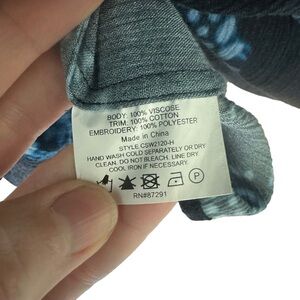 BODY: 100% VISCOSE
TRIM: 100% COTTON
EMBROIDERY: 100% POLYESTER
Made in China
STYLE:CSW2120-H
HAND WASH COLD SEPARATELY OR DRY
CLEAN. DO NOT BLEACH. LINE DRY.
COOL IRON IF NECESSARY.
P
RN#87291